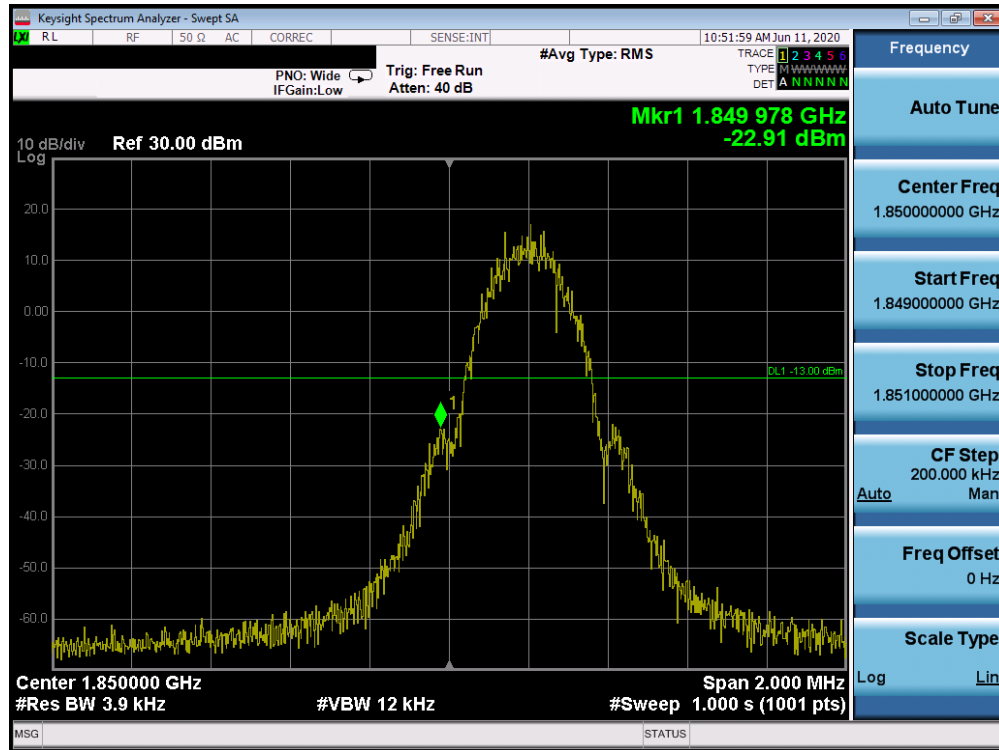 Keysight Spectrum Analyzer - Swept SA
LXI RL RF 50 Ω AC CORREC SENSE:INT 10:51:59 AM Jun 11, 2020
#Avg Type: RMS
TRACE 1 2 3 4 5 6
PNO: Wide Trig: Free Run
TYPE M W W W W W
IFGain:Low Atten: 40 dB
DET A N N N N N
Mkr1 1.849 978 GHz
-22.91 dBm
10 dB/div Ref 30.00 dBm
Log
20.0
10.0
0.00
-10.0
DL1 -13.00 dBm
-20.0
1
-30.0
-40.0
-50.0
-60.0
Center 1.850000 GHz Span 2.000 MHz
#Res BW 3.9 kHz #VBW 12 kHz #Sweep 1.000 s (1001 pts)
MSG STATUS
Frequency
Auto Tune
Center Freq
1.850000000 GHz
Start Freq
1.849000000 GHz
Stop Freq
1.851000000 GHz
CF Step
200.000 kHz
Auto Man
Freq Offset
0 Hz
Scale Type
Log Lin